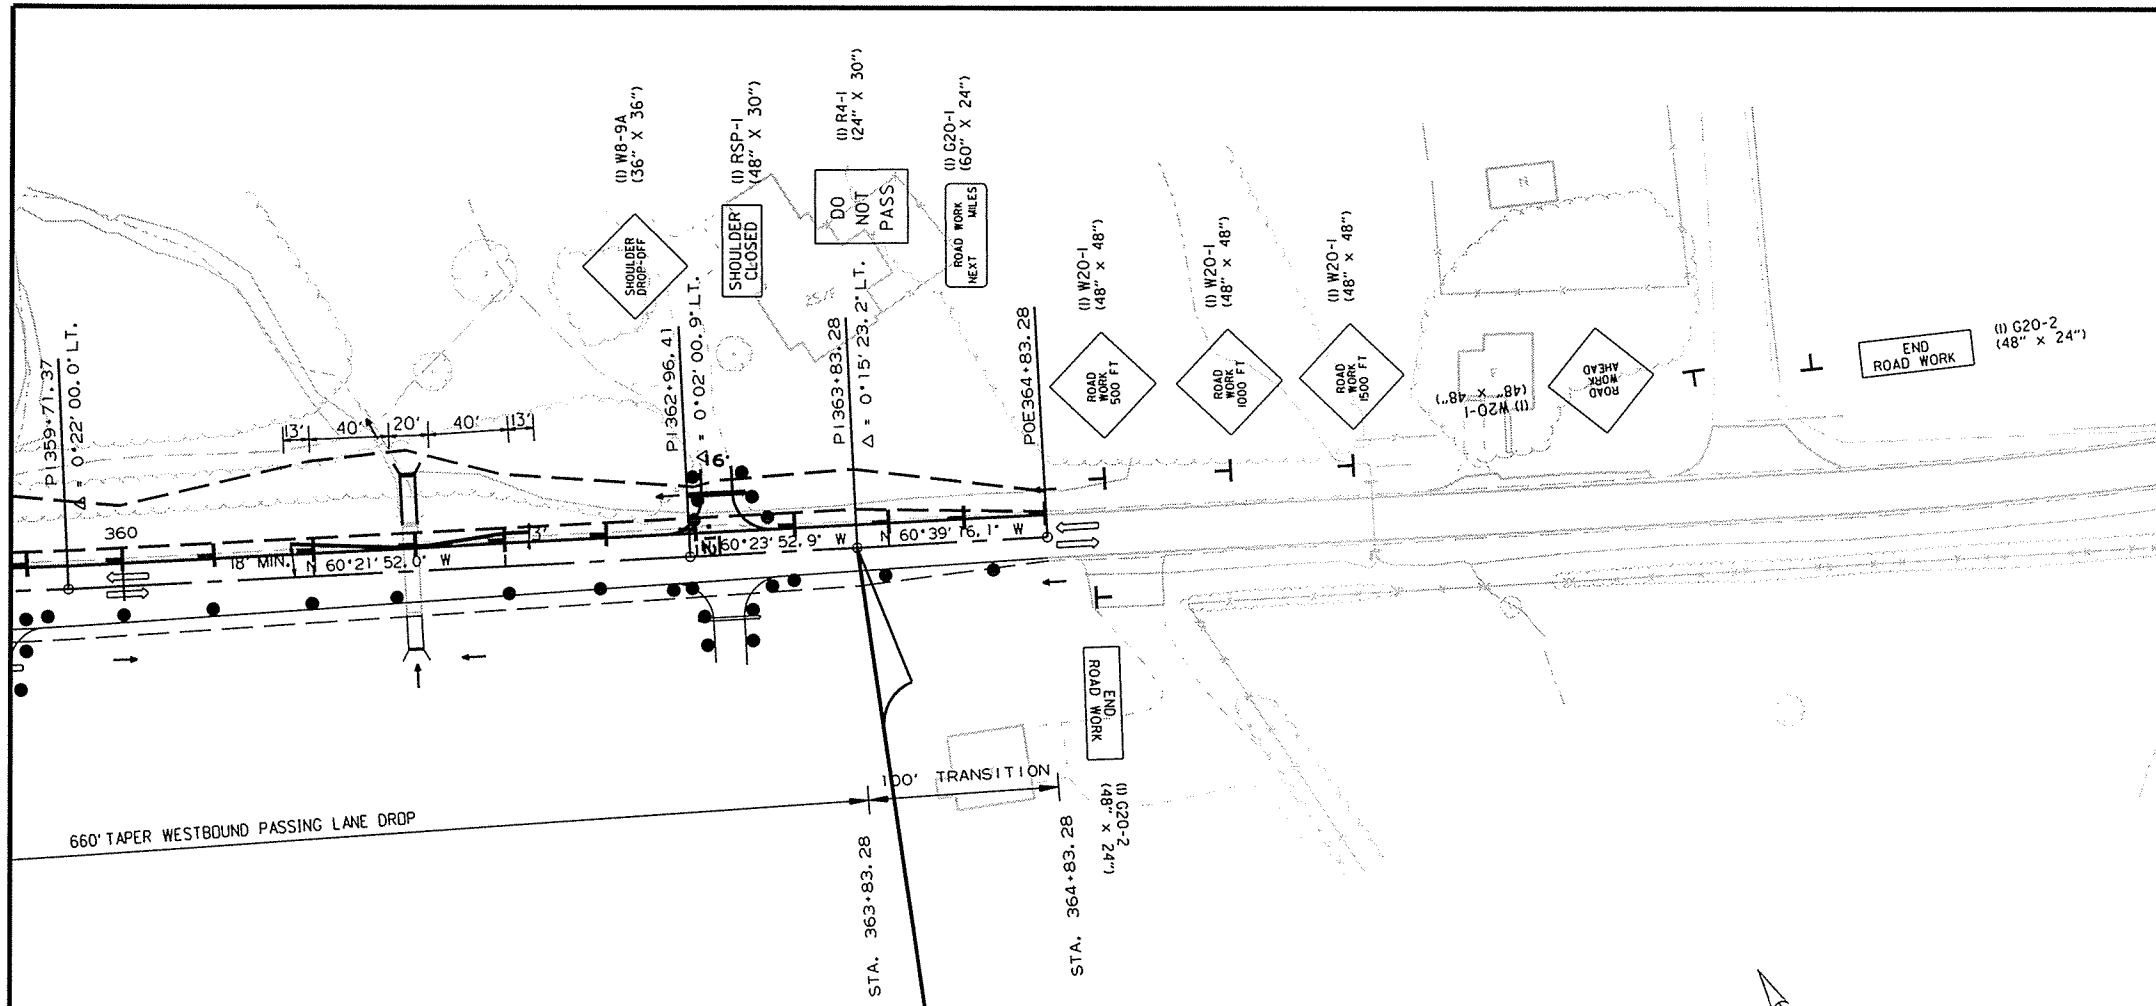 (1) W8-9A
(36" X 36")
SHOULDER
DROP-OFF
(1) RSP-1
(48" X 30")
SHOULDER
CLOSED
(1) R4-1
(24" X 30")
DO
NOT
PASS
(1) G20-1
(60" X 24")
ROAD WORK
NEXT MILES
PI 359+71.37
Δ = 0°22'00.0" LT.
PI 362+96.41
Δ = 0°02'00.9" LT.
PI 363+83.28
Δ = 0°15'23.2" LT.
POE 364+83.28
(1) W20-1
(48" X 48")
ROAD
WORK
500 FT
(1) W20-1
(48" X 48")
ROAD
WORK
1000 FT
(1) W20-1
(48" X 48")
ROAD
WORK
1500 FT
(1) W20-1
(48" X 48")
ROAD
WORK
AHEAD
END
ROAD WORK
(1) G20-2
(48" X 24")
13' 40' 20' 40' 13'
16'
360
3'
18' MIN.
N 60°21'52.0" W
N 60°23'52.9" W
N 60°39'16.1" W
END
ROAD WORK
(1) G20-2
(48" X 24")
100' TRANSITION
660' TAPER WESTBOUND PASSING LANE DROP
STA. 363+83.28
STA. 364+83.28